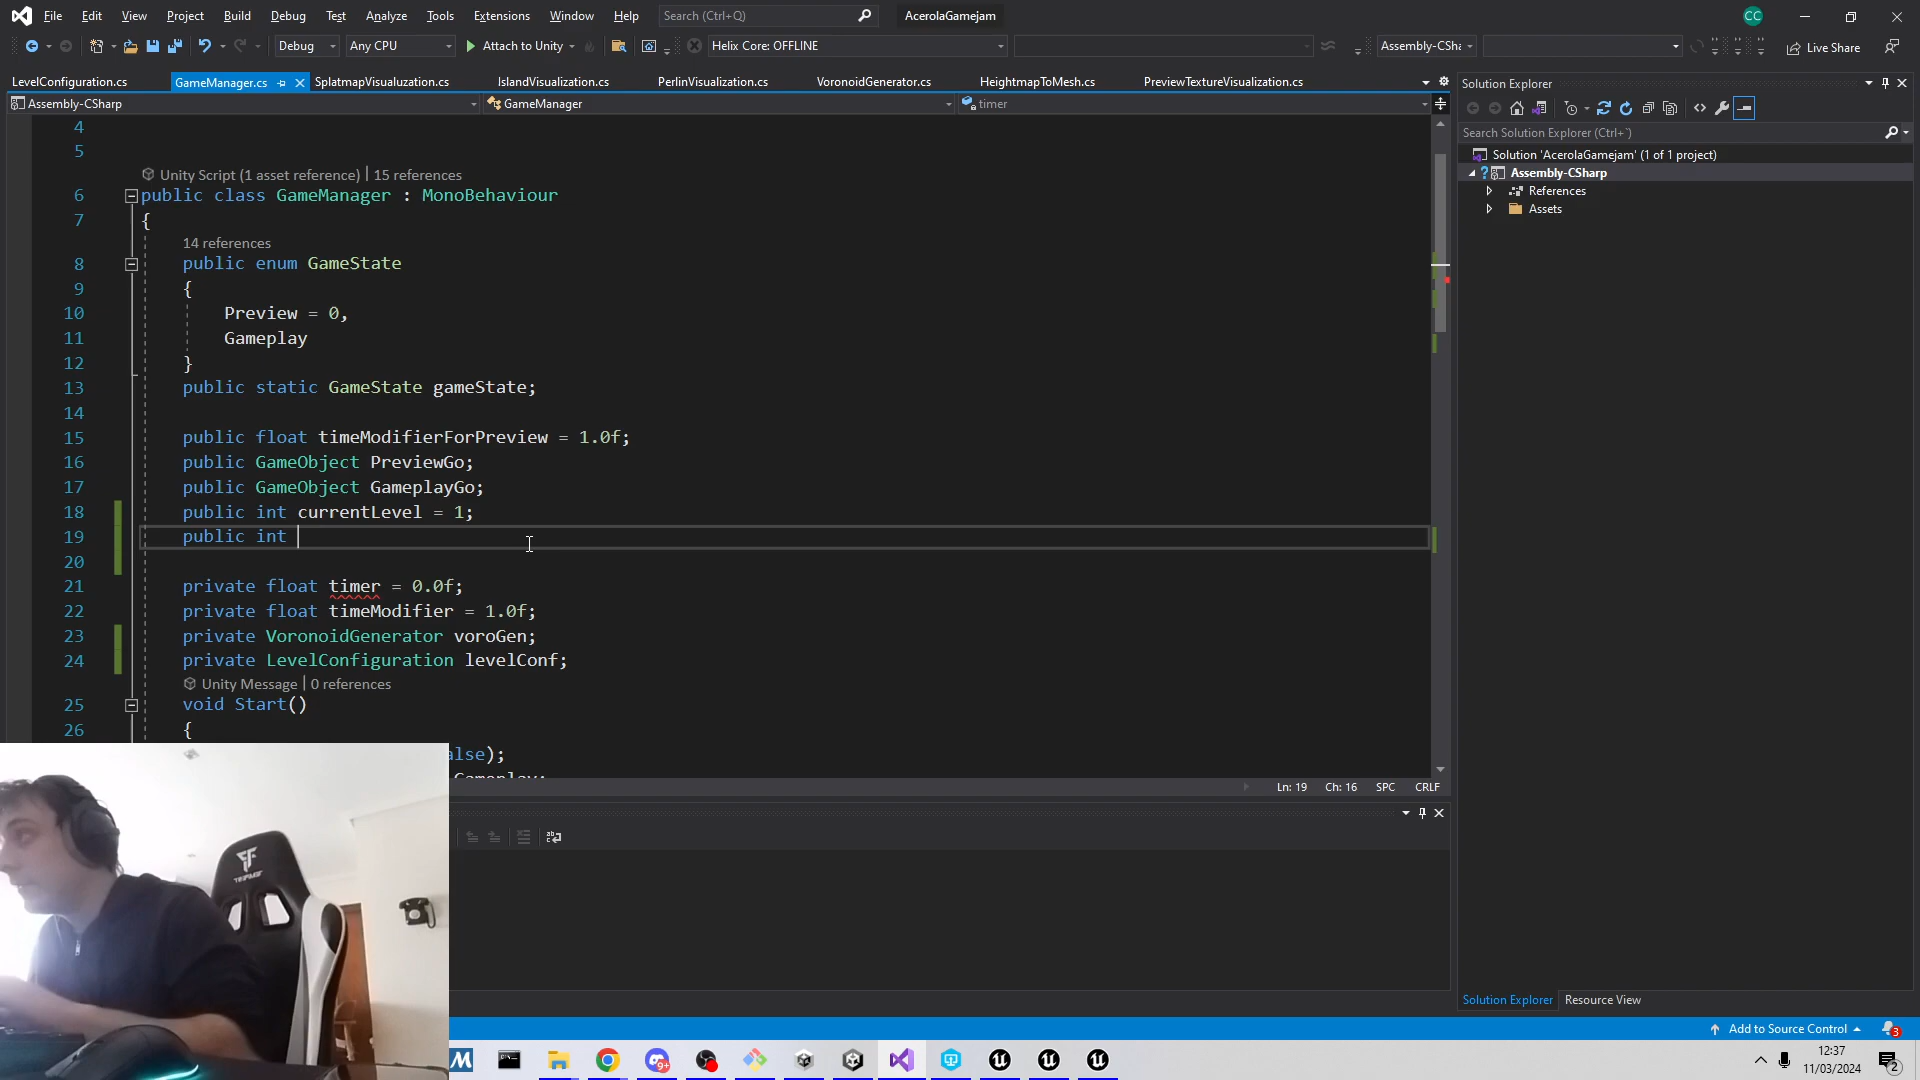 File Edit View Project Build Debug Test Analyze Tools Extensions Window Help Search (Ctrl+Q) AcerolaGamejam CC
Debug Any CPU Attach to Unity Helix Core: OFFLINE Assembly-CSha Live Share
LevelConfiguration.cs GameManager.cs SplatmapVisualuzation.cs IslandVisualization.cs PerlinVisualization.cs VoronoidGenerator.cs HeightmapToMesh.cs PreviewTextureVisualization.cs
Assembly-CSharp GameManager timer
4
5
Unity Script (1 asset reference) | 15 references
6 public class GameManager : MonoBehaviour
7 {
14 references
8 public enum GameState
9 {
10 Preview = 0,
11 Gameplay
12 }
13 public static GameState gameState;
14
15 public float timeModifierForPreview = 1.0f;
16 public GameObject PreviewGo;
17 public GameObject GameplayGo;
18 public int currentLevel = 1;
19 public int
20
21 private float timer = 0.0f;
22 private float timeModifier = 1.0f;
23 private VoronoidGenerator voroGen;
24 private LevelConfiguration levelConf;
Unity Message | 0 references
25 void Start()
26 {
alse);
Ln: 19 Ch: 16 SPC CRLF
Solution Explorer
Search Solution Explorer (Ctrl+`)
Solution 'AcerolaGamejam' (1 of 1 project)
Assembly-CSharp
References
Assets
Solution Explorer Resource View
Add to Source Control 3
9+
12:37
11/03/2024
2